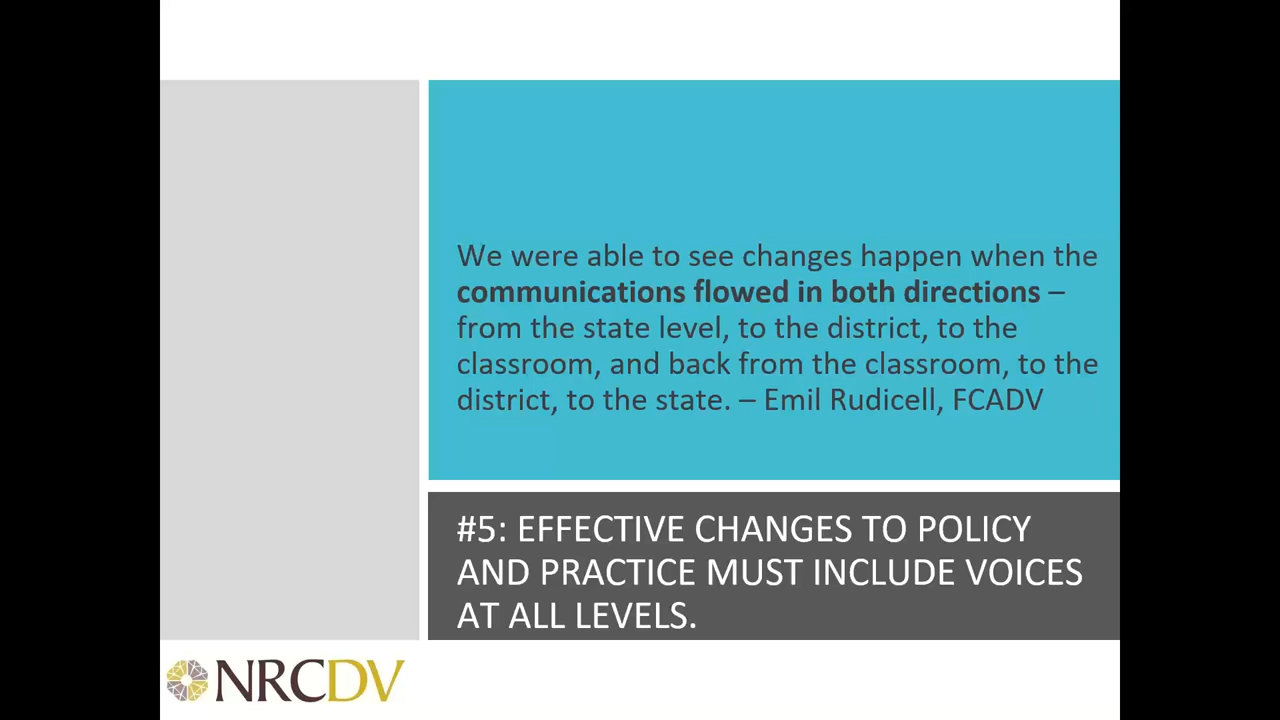 We were able to see changes happen when the
communications flowed in both directions –
from the state level, to the district, to the
classroom, and back from the classroom, to the
district, to the state. – Emil Rudicell, FCADV
#5: EFFECTIVE CHANGES TO POLICY
AND PRACTICE MUST INCLUDE VOICES
AT ALL LEVELS.
NRCDV